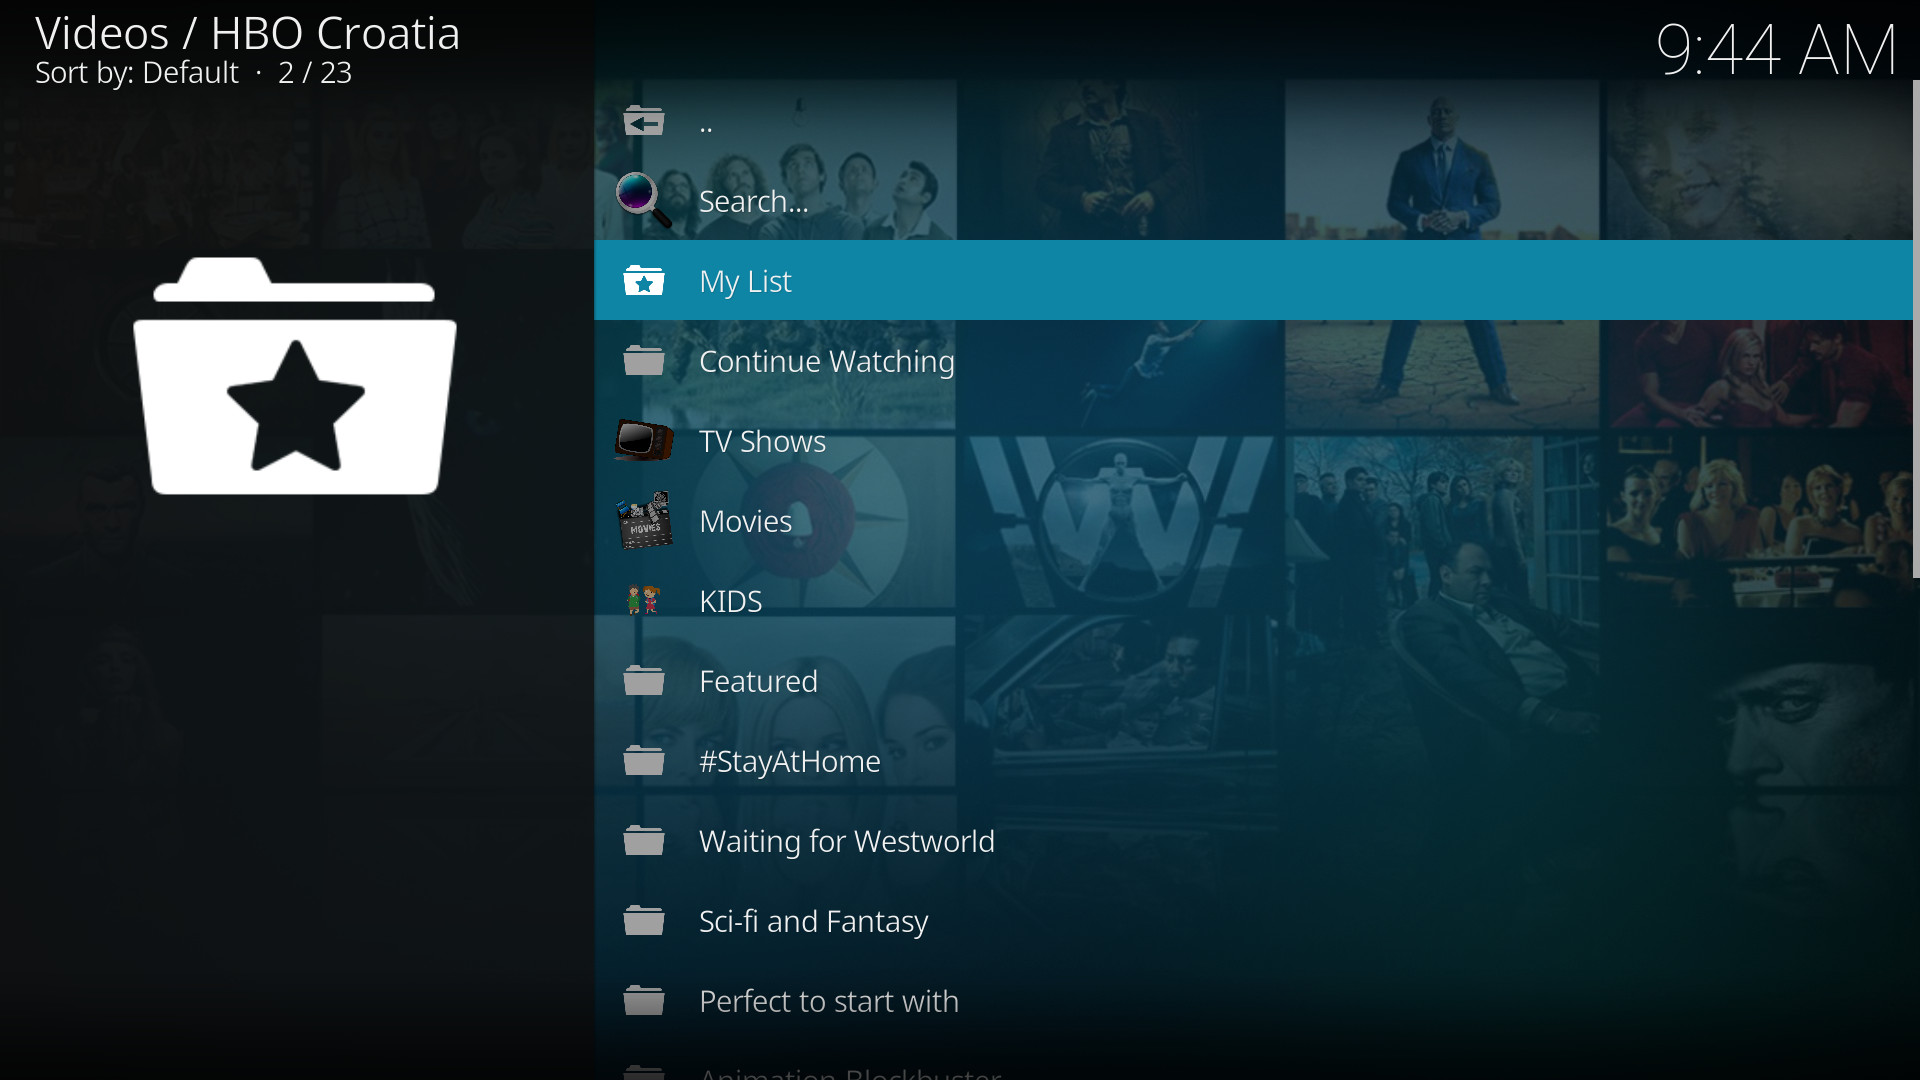 Videos / HBO Croatia
Sort by: Default · 2 / 23
9:44 AM
..
Search...
My List
Continue Watching
TV Shows
MOVIES
Movies
KIDS
Featured
#StayAtHome
Waiting for Westworld
Sci-fi and Fantasy
Perfect to start with
Animation Blockbuster